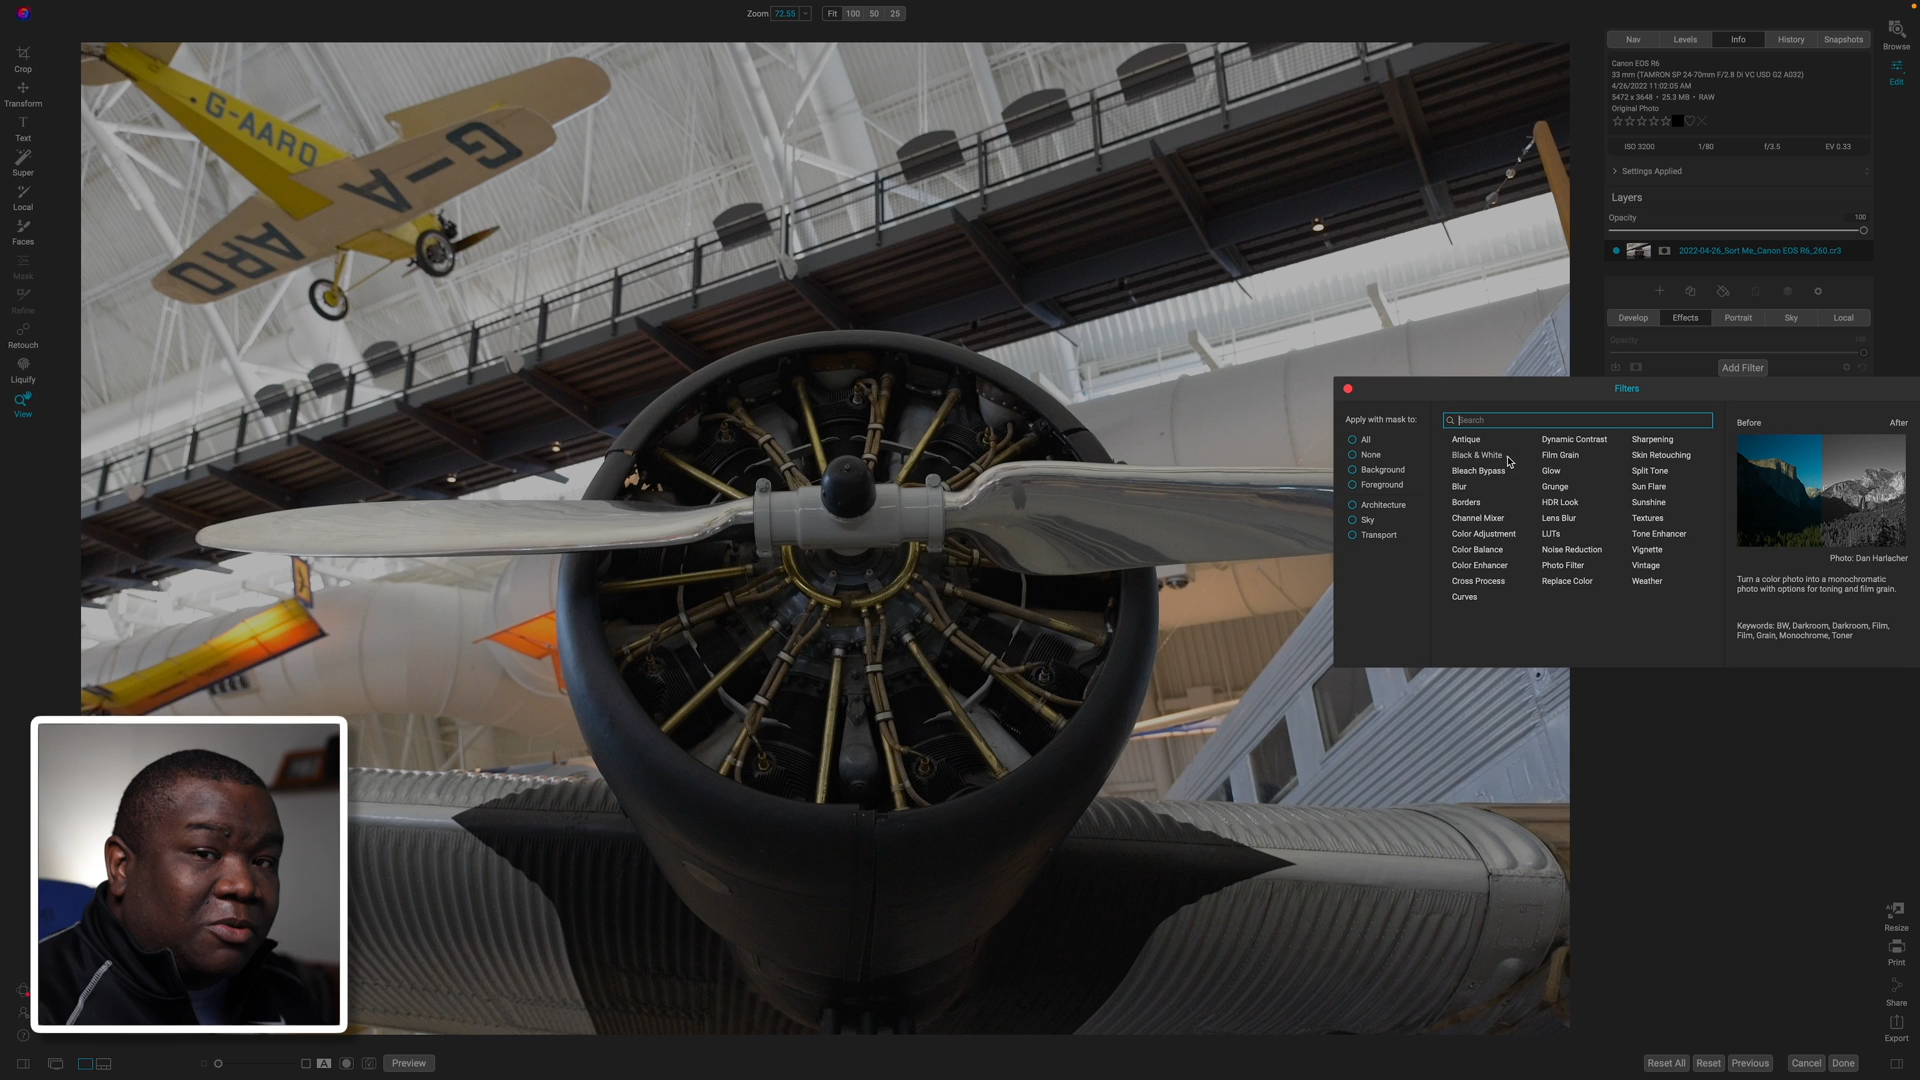 Zoom 72.55 Fit 100 50 25
Crop
Transform
Text
Super
Local
Faces
Mask
Refine
Retouch
Liquify
View
G-AARO
G-IA
ARO
Nav Levels Info History Snapshots
Browse
Edit
Canon EOS R6
33 mm (TAMRON SP 24-70mm F/2.8 Di VC USD G2 A032)
4/26/2022 11:02:05 AM
5472 x 3648 • 25.3 MB • RAW
Original Photo
ISO 3200 1/80 f/3.5 EV 0.33
Settings Applied
Layers
Opacity 100
2022-04-26_Sort Me_Canon EOS R6_260.cr3
Develop Effects Portrait Sky Local
Opacity 100
Add Filter
Filters
Apply with mask to:
All
None
Background
Foreground
Architecture
Sky
Transport
Search
Antique
Black & White
Bleach Bypass
Blur
Borders
Channel Mixer
Color Adjustment
Color Balance
Color Enhancer
Cross Process
Curves
Dynamic Contrast
Film Grain
Glow
Grunge
HDR Look
Lens Blur
LUTs
Noise Reduction
Photo Filter
Replace Color
Sharpening
Skin Retouching
Split Tone
Sun Flare
Sunshine
Textures
Tone Enhancer
Vignette
Vintage
Weather
Before After
Photo: Dan Harlacher
Turn a color photo into a monochromatic
photo with options for toning and film grain.
Keywords: BW, Darkroom, Darkroom, Film,
Film, Grain, Monochrome, Toner
Resize
Print
Share
Export
A
Preview
Reset All Reset Previous Cancel Done